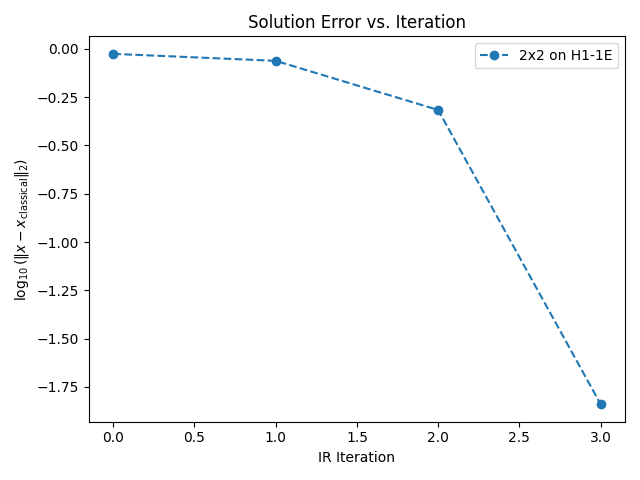 Solution Error vs. Iteration
2x2 on H1-1E
log₁₀(‖x − x_classical‖₂)
0.00
−0.25
−0.50
−0.75
−1.00
−1.25
−1.50
−1.75
0.0 0.5 1.0 1.5 2.0 2.5 3.0
IR Iteration